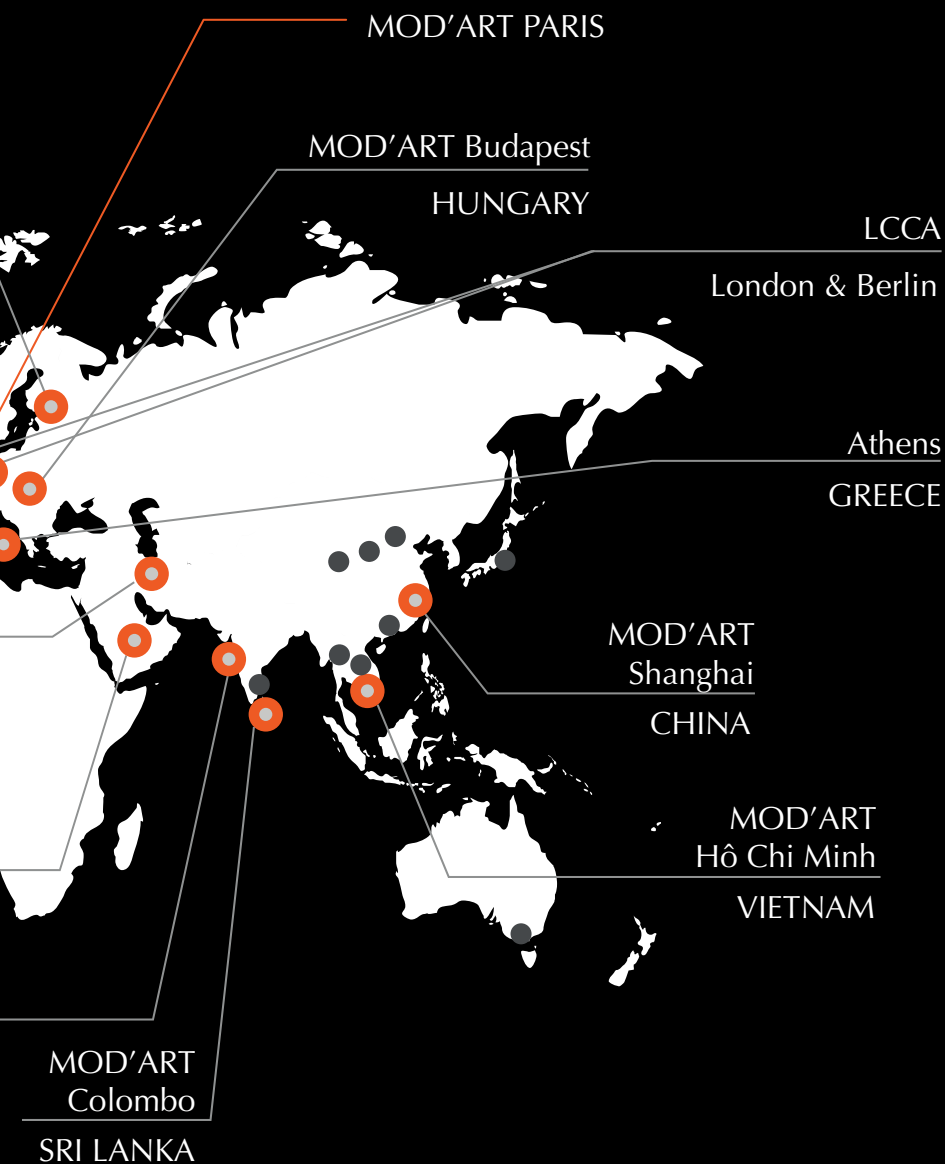 MOD’ART PARIS
MOD’ART Budapest
HUNGARY
LCCA
London & Berlin
Athens
GREECE
MOD’ART
Shanghai
CHINA
MOD’ART
Hô Chi Minh
VIETNAM
MOD’ART
Colombo
SRI LANKA